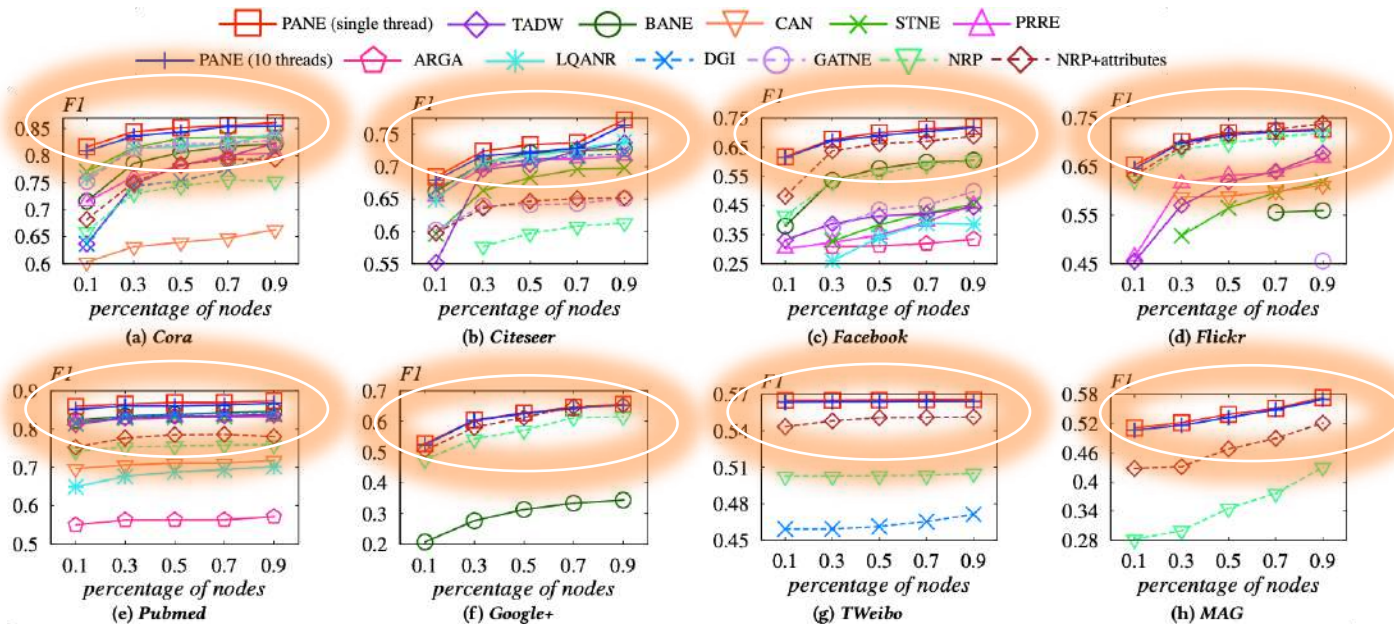 PANE (single thread) TADW BANE CAN STNE PRRE
PANE (10 threads) ARGA LQANR DGI GATNE NRP NRP+attributes
F1 F1 F1 F1
0.85 0.75 0.75 0.75
0.8 0.65
0.7 0.65
0.75 0.55
0.7 0.45 0.55
0.6
0.65 0.35
0.6 0.55 0.25 0.45
0.1 0.3 0.5 0.7 0.9 0.1 0.3 0.5 0.7 0.9 0.1 0.3 0.5 0.7 0.9 0.1 0.3 0.5 0.7 0.9
percentage of nodes percentage of nodes percentage of nodes percentage of nodes
(a) Cora (b) Citeseer (c) Facebook (d) Flickr
F1 F1 F1 F1
0.9 0.7 0.57 0.58
0.8 0.6 0.54 0.52
0.5 0.46
0.7 0.4 0.51 0.4
0.6 0.3 0.48 0.34
0.5 0.2 0.45 0.28
0.1 0.3 0.5 0.7 0.9 0.1 0.3 0.5 0.7 0.9 0.1 0.3 0.5 0.7 0.9 0.1 0.3 0.5 0.7 0.9
percentage of nodes percentage of nodes percentage of nodes percentage of nodes
(e) Pubmed (f) Google+ (g) TWeibo (h) MAG